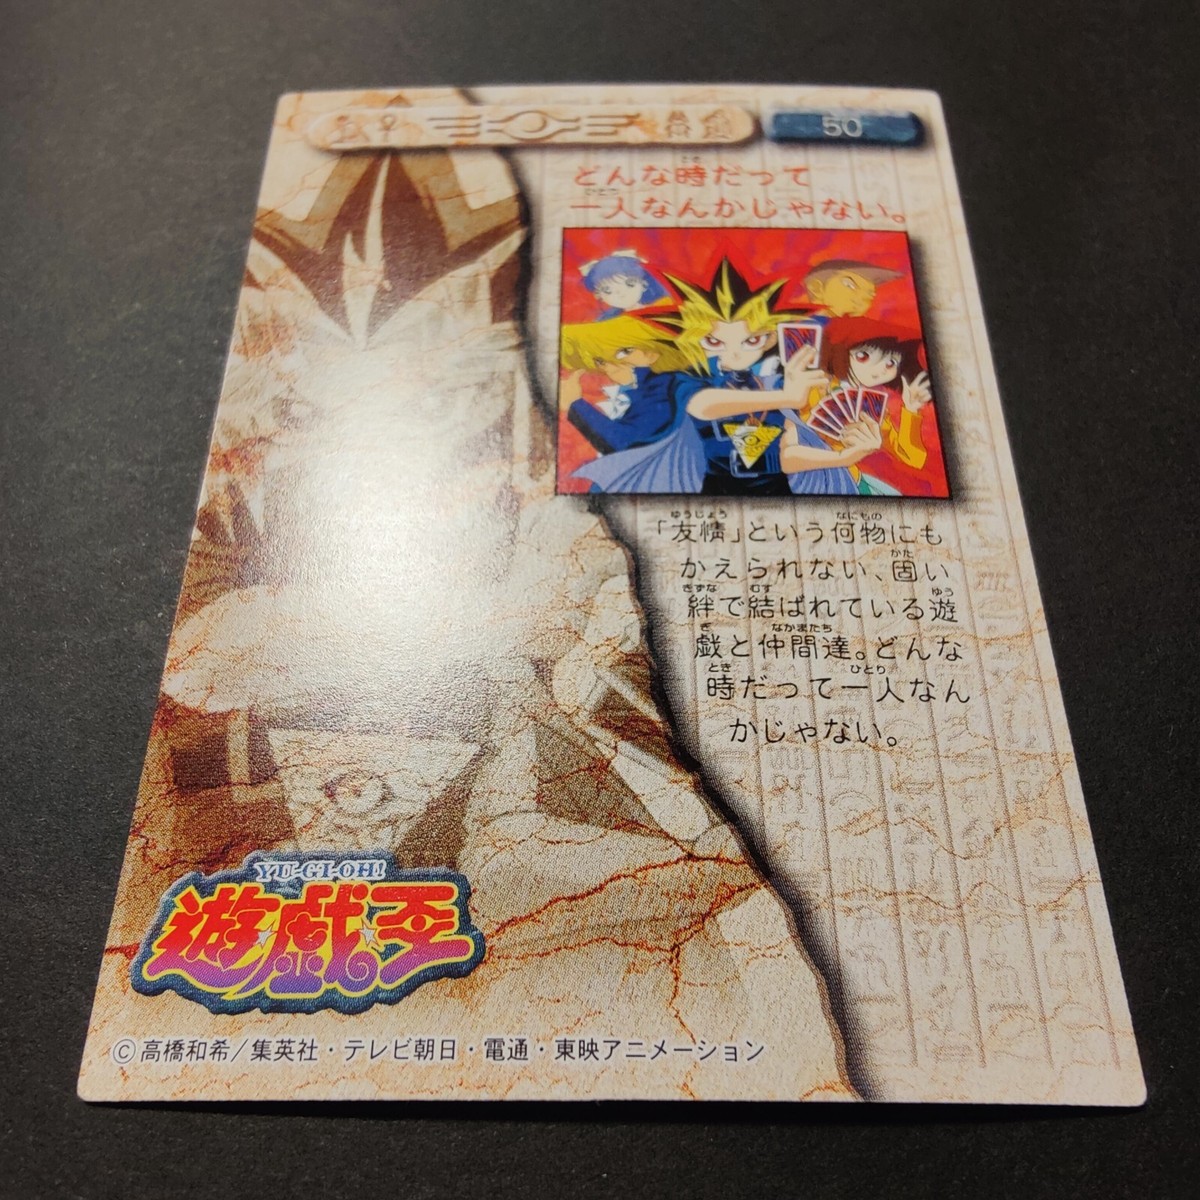 50
どんな時だって
一人なんかじゃない。
「友情」という何物にも
かえられない、固い
絆で結ばれている遊
戯と仲間達。どんな
時だって一人なん
かじゃない。
YU-GI-OH!
遊戯王
©高橋和希/集英社・テレビ朝日・電通・東映アニメーション